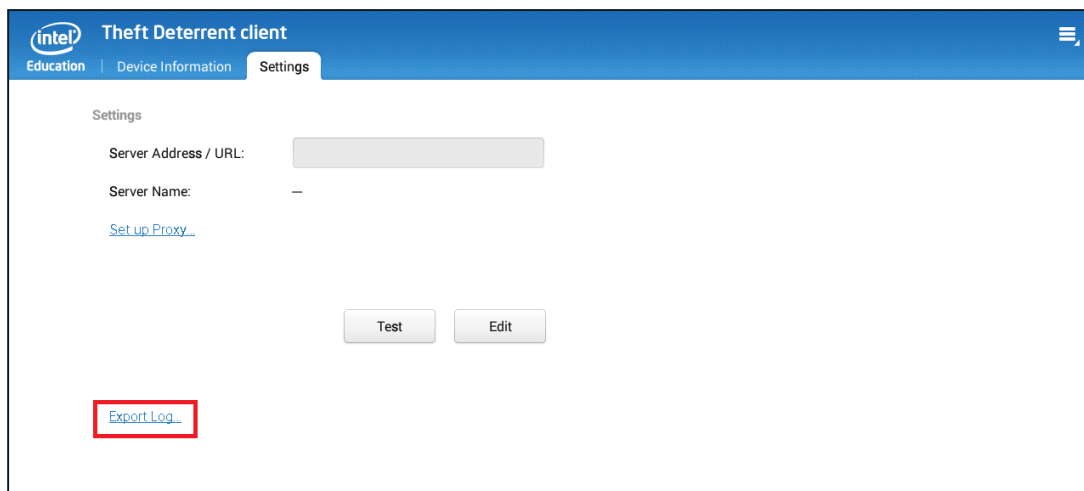 intel Theft Deterrent client
Education | Device Information Settings
Settings
Server Address / URL:
Server Name: —
Set up Proxy...
Test Edit
Export Log...